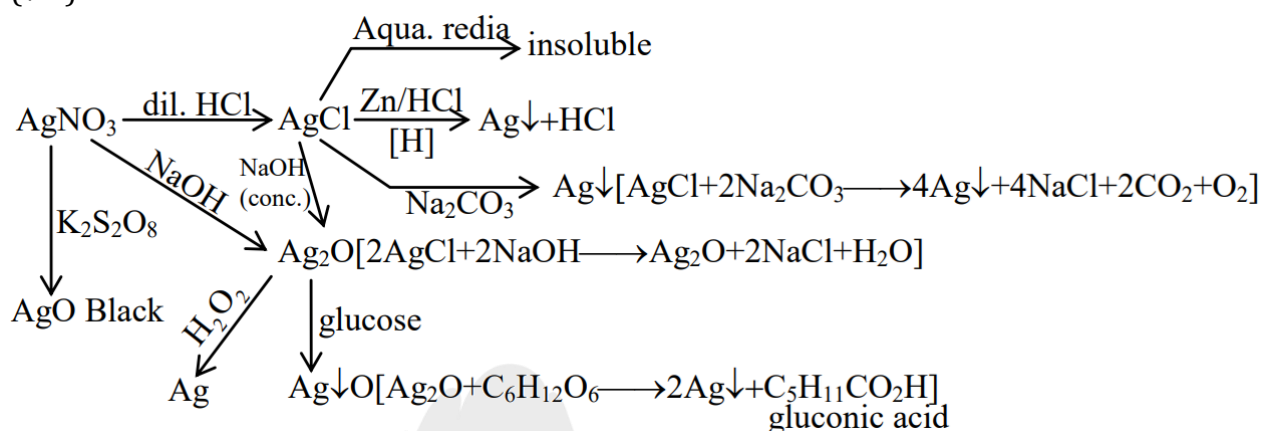 Aqua. redia insoluble
AgNO₃ dil. HCl AgCl Zn/HCl [H] Ag↓+HCl
NaOH NaOH (conc.) Na₂CO₃ Ag↓[AgCl+2Na₂CO₃⟶4Ag↓+4NaCl+2CO₂+O₂]
K₂S₂O₈
Ag₂O[2AgCl+2NaOH⟶Ag₂O+2NaCl+H₂O]
AgO Black H₂O₂ glucose
Ag Ag↓O[Ag₂O+C₆H₁₂O₆⟶2Ag↓+C₅H₁₁CO₂H]
gluconic acid